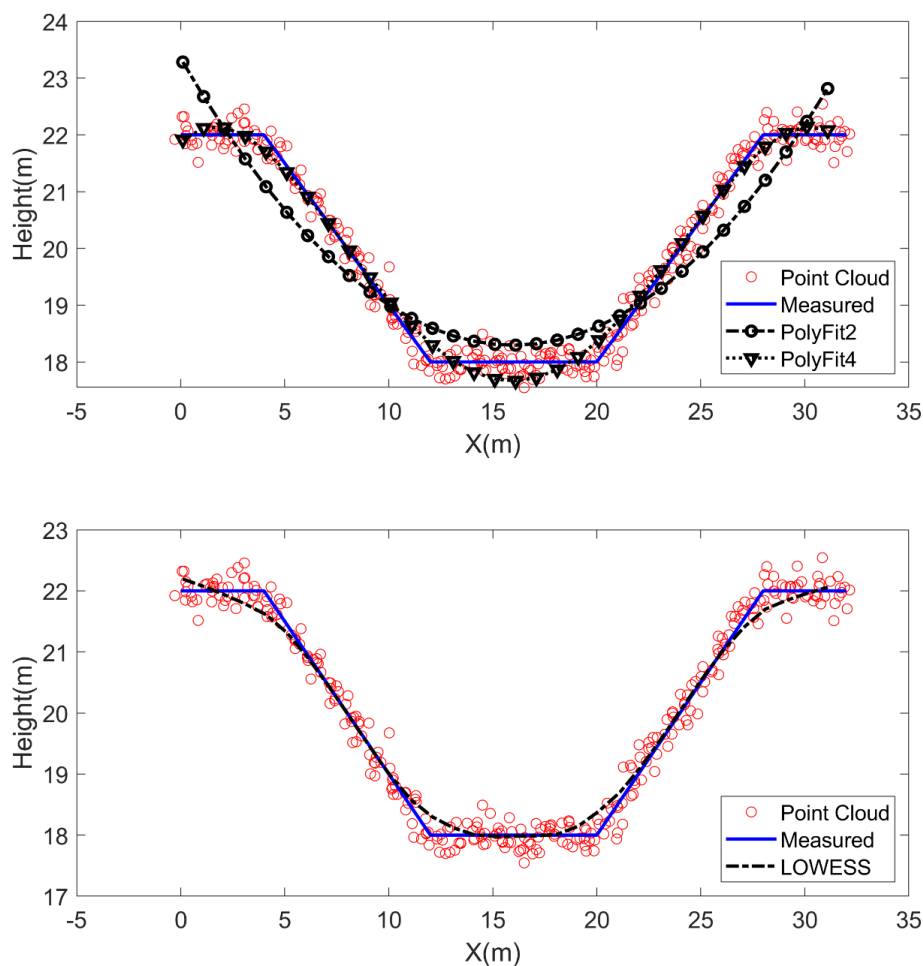 24
23
22
21
20
19
18
Height(m)
Point Cloud
Measured
PolyFit2
PolyFit4
-5 0 5 10 15 20 25 30 35
X(m)
23
22
21
20
19
18
17
Height(m)
Point Cloud
Measured
LOWESS
-5 0 5 10 15 20 25 30 35
X(m)